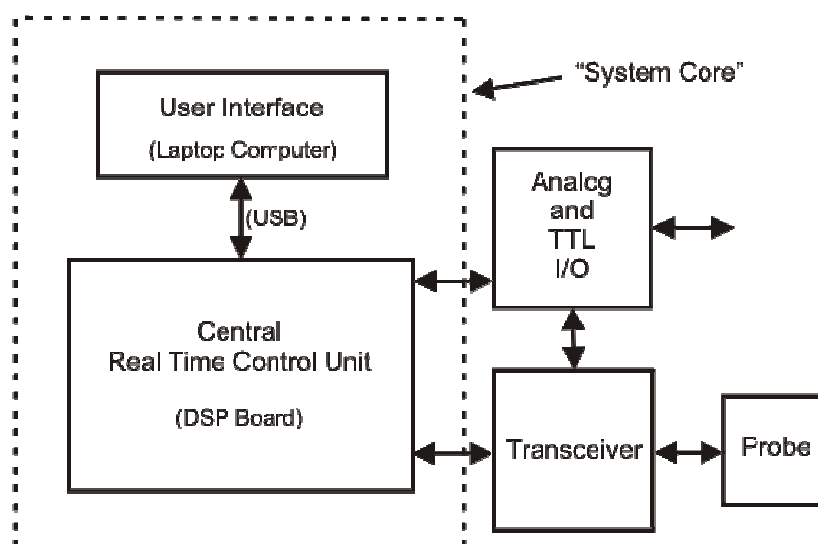 "System Core"
User Interface
(Laptop Computer)
(USB)
Analog
and
TTL
I/O
Central
Real Time Control Unit
(DSP Board)
Transceiver
Probe